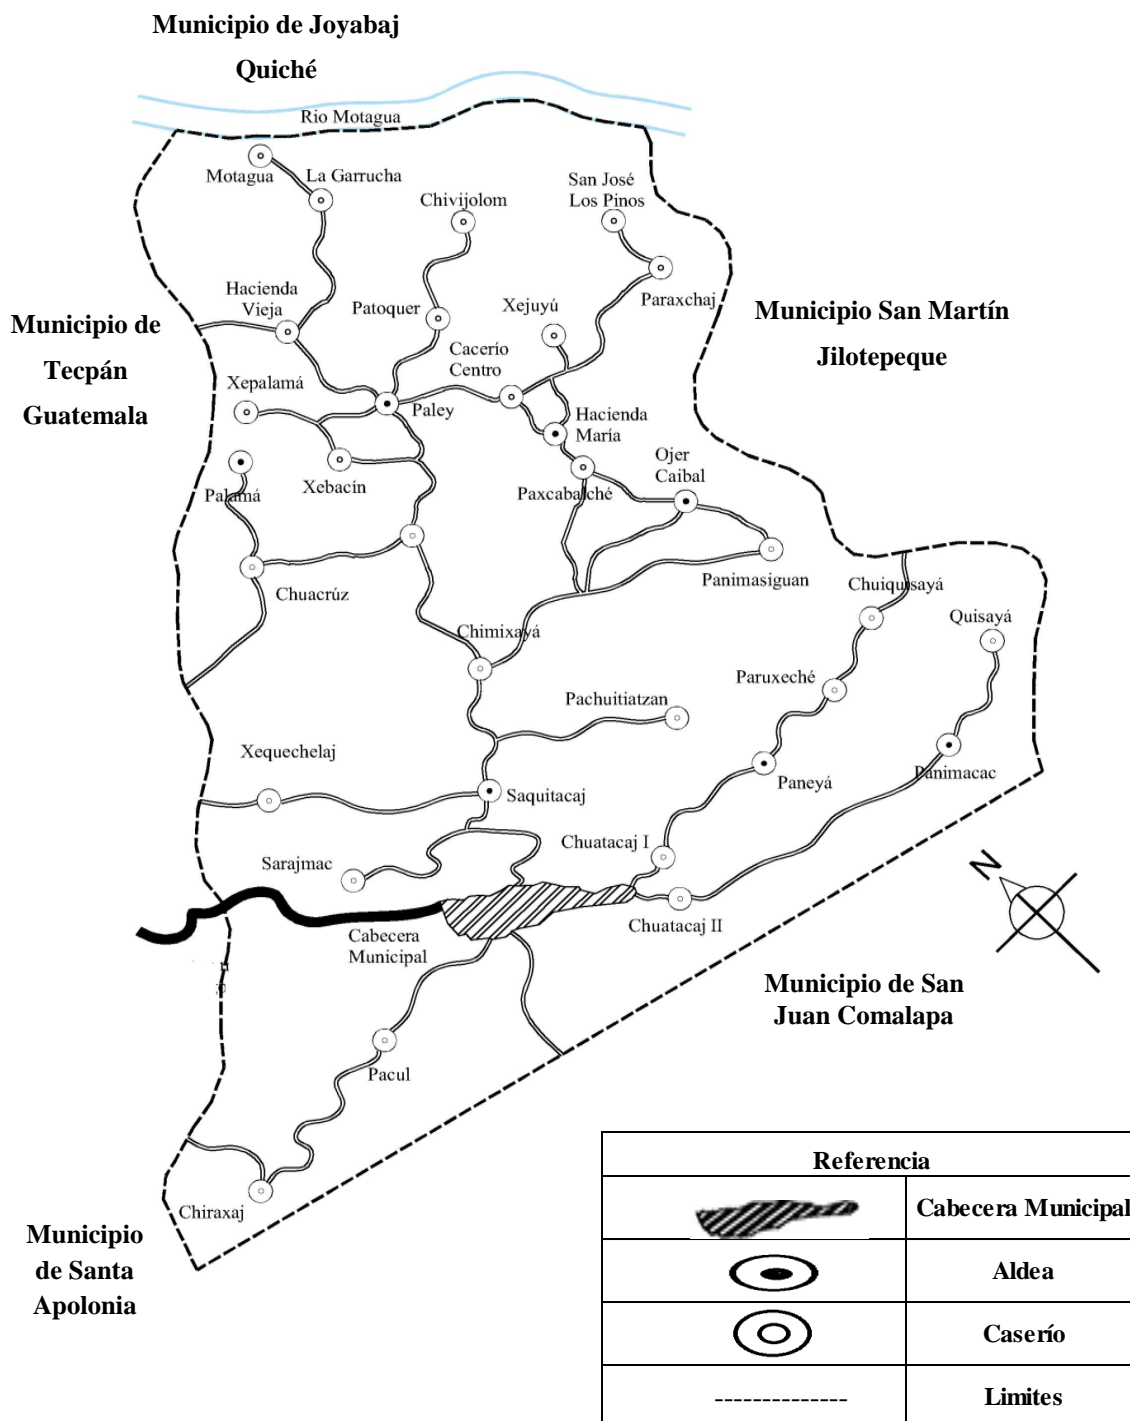 Municipio de Joyabaj
Quiché
Rio Motagua
Motagua
La Garrucha
Chivijolom
San José
Los Pinos
Hacienda
Vieja
Patoquer
Xejuyú
Paraxchaj
Municipio de
Tecpán
Guatemala
Municipio San Martín
Jilotepeque
Cacerío
Centro
Xepalamá
Paley
Hacienda
María
Ojer
Caibal
Palamá
Xebacín
Paxcabalché
Chuacrúz
Panimasiguan
Chuiquisayá
Quisayá
Chimixayá
Paruxeché
Pachuitiatzan
Xequechelaj
Saquitacaj
Paneyá
Panimacac
Chuatacaj I
Sarajmac
Chuatacaj II
Cabecera
Municipal
N
Municipio de San
Juan Comalapa
Pacul
Chiraxaj
Municipio
de Santa
Apolonia
Referencia
Cabecera Municipal
Aldea
Caserío
Limites